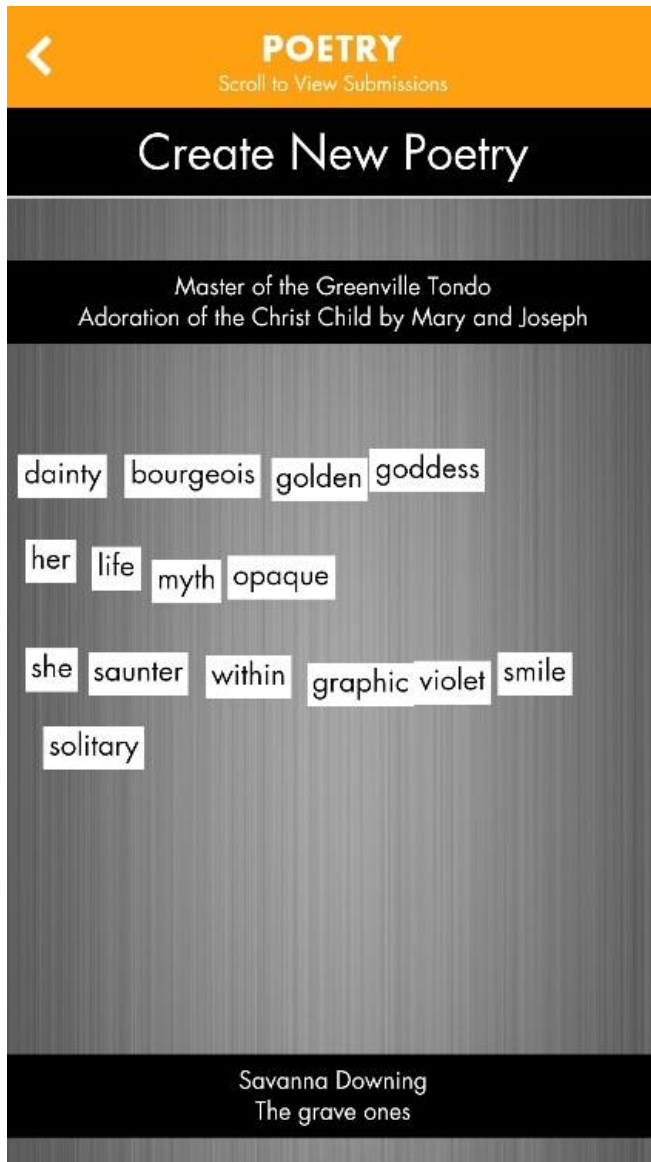 POETRY
Scroll to View Submissions
Create New Poetry
Master of the Greenville Tondo
Adoration of the Christ Child by Mary and Joseph
dainty bourgeois golden goddess
her life myth opaque
she saunter within graphic violet smile
solitary
Savanna Downing
The grave ones